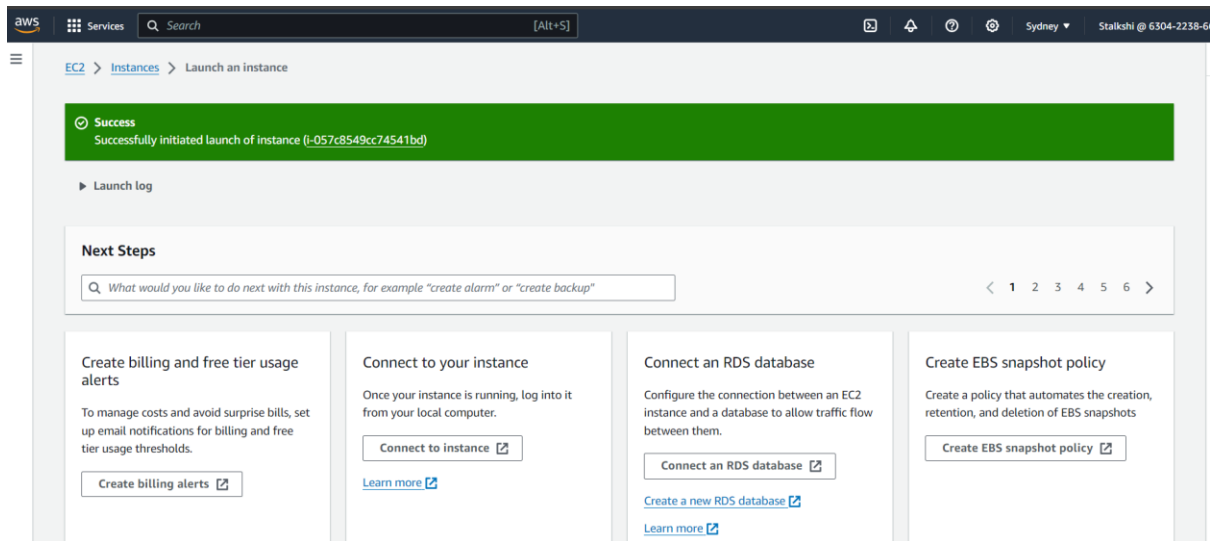 aws
Services
Search [Alt+S]
Sydney ▼
Stalkshi @ 6304-2238-6
EC2 > Instances > Launch an instance
Success
Successfully initiated launch of instance (i-057c8549cc74541bd)
Launch log
Next Steps
What would you like to do next with this instance, for example “create alarm” or “create backup”
1 2 3 4 5 6
Create billing and free tier usage
alerts
To manage costs and avoid surprise bills, set
up email notifications for billing and free
tier usage thresholds.
Create billing alerts
Connect to your instance
Once your instance is running, log into it
from your local computer.
Connect to instance
Learn more
Connect an RDS database
Configure the connection between an EC2
instance and a database to allow traffic flow
between them.
Connect an RDS database
Create a new RDS database
Learn more
Create EBS snapshot policy
Create a policy that automates the creation,
retention, and deletion of EBS snapshots
Create EBS snapshot policy